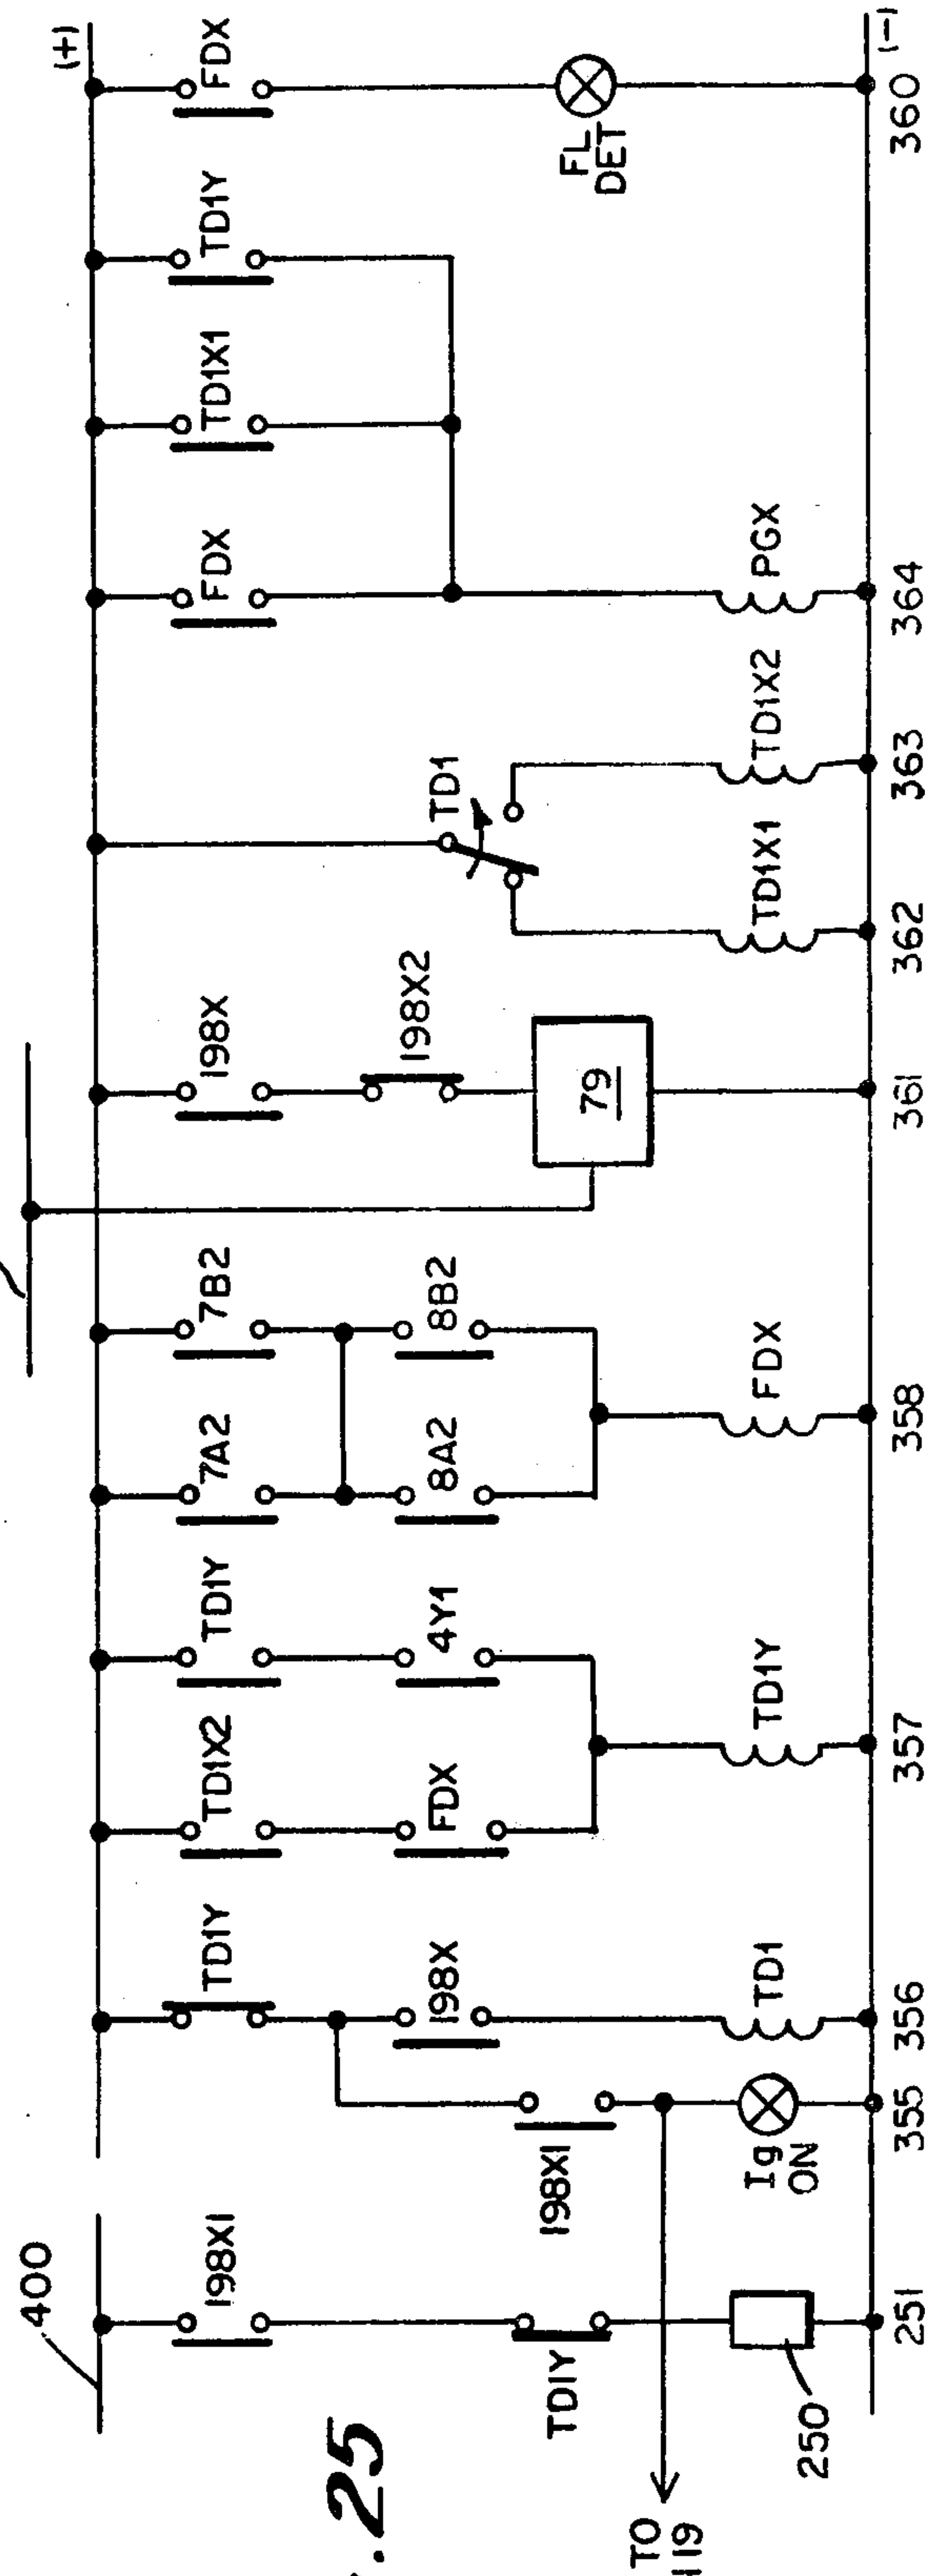 400
.25
(+)
198X1
TD1Y
TD1X2
TD1Y
7A2
7B2
198X
TD1
FDX
TD1X1
TD1Y
FDX
TD1Y
198X1
198X
FDX
4Y1
8A2
8B2
198X2
79
FL
DET
TO
119
250
Ig
ON
TD1
TD1Y
FDX
TD1X1
TD1X2
PGX
(-)
251
355
356
357
358
361
362
363
364
360